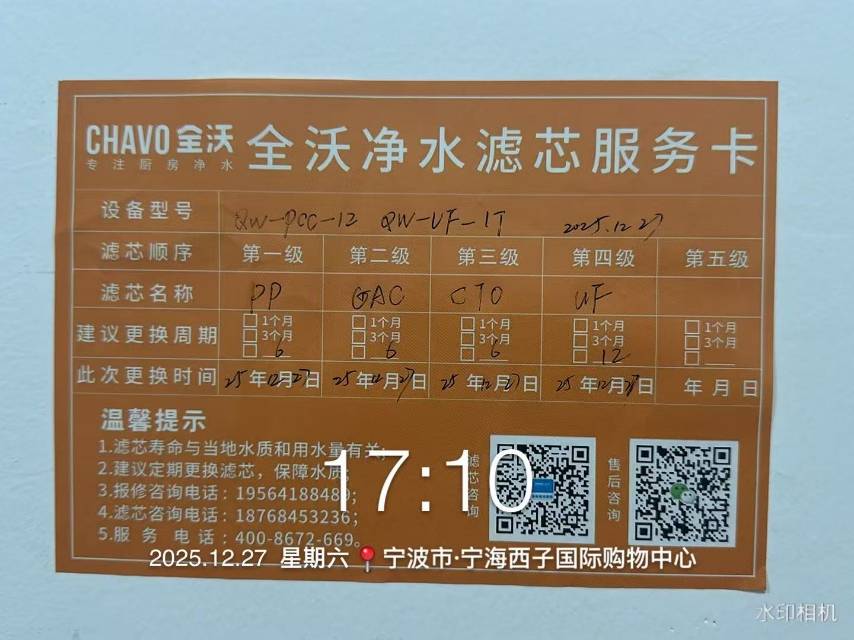 CHAVO 全沃
专注厨房净水
全沃净水滤芯服务卡
设备型号 QW-PCC-12 QW-UF-1T 2025.12.27
滤芯顺序 第一级 第二级 第三级 第四级 第五级
滤芯名称 PP GAC CTO UF
建议更换周期
□1个月 □1个月 □1个月 □1个月 □1个月
□3个月 □3个月 □3个月 □3个月 □3个月
□ 6 □ 6 □ 6 □ 12 □
此次更换时间 25年12月27日 25年12月27日 25年12月27日 25年12月27日 年 月 日
温馨提示
1.滤芯寿命与当地水质和用水量有关;
2.建议定期更换滤芯，保障水质
3.报修咨询电话：19564188489;
4.滤芯咨询电话：18768453236;
5.服 务 电 话：400-8672-669。
滤芯咨询
售后咨询
17:10
2025.12.27 星期六 宁波市·宁海西子国际购物中心
水印相机